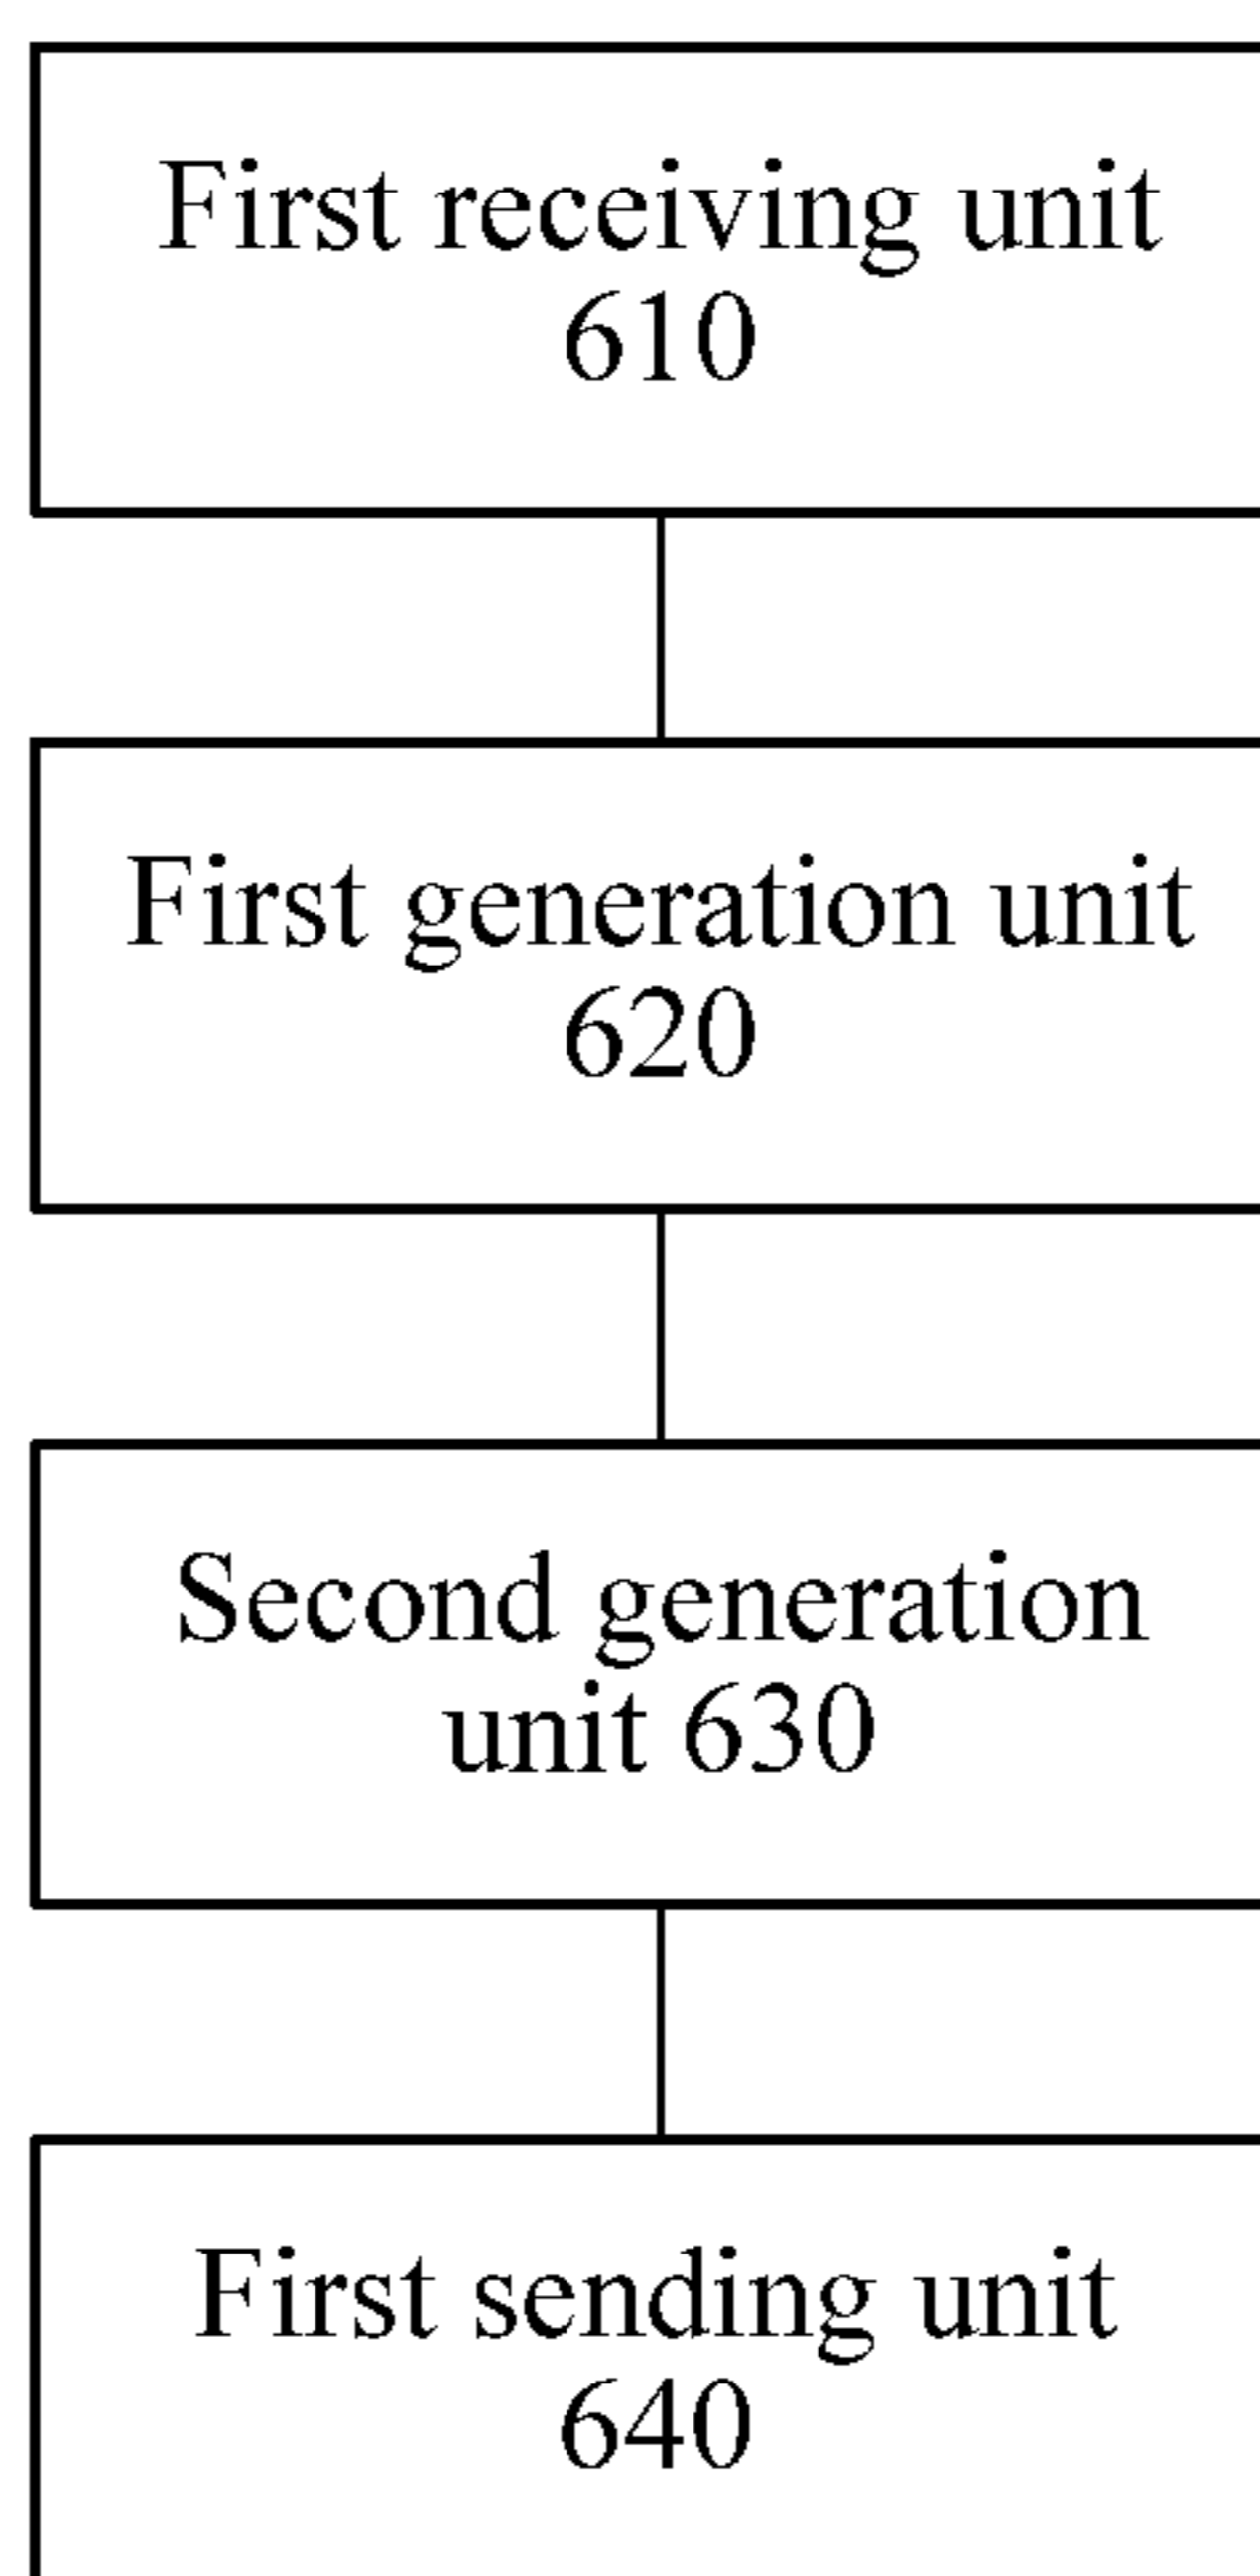 First receiving unit
610
First generation unit
620
Second generation
unit 630
First sending unit
640